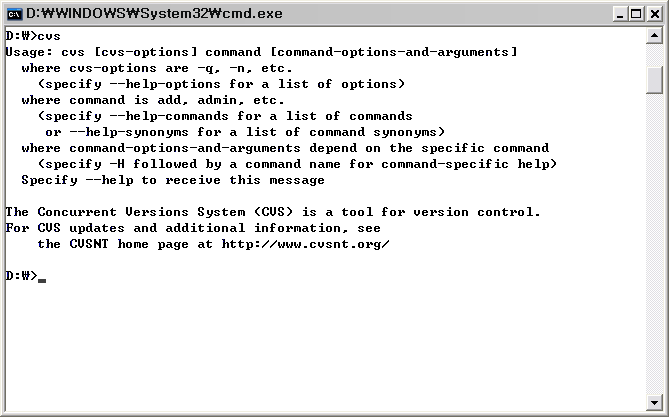 D:₩WINDOWS₩System32₩cmd.exe
D:₩>cvs
Usage: cvs [cvs-options] command [command-options-and-arguments]
  where cvs-options are -q, -n, etc.
    (specify --help-options for a list of options)
  where command is add, admin, etc.
    (specify --help-commands for a list of commands
     or --help-synonyms for a list of command synonyms)
  where command-options-and-arguments depend on the specific command
    (specify -H followed by a command name for command-specific help)
  Specify --help to receive this message

The Concurrent Versions System (CVS) is a tool for version control.
For CVS updates and additional information, see
    the CVSNT home page at http://www.cvsnt.org/

D:₩>